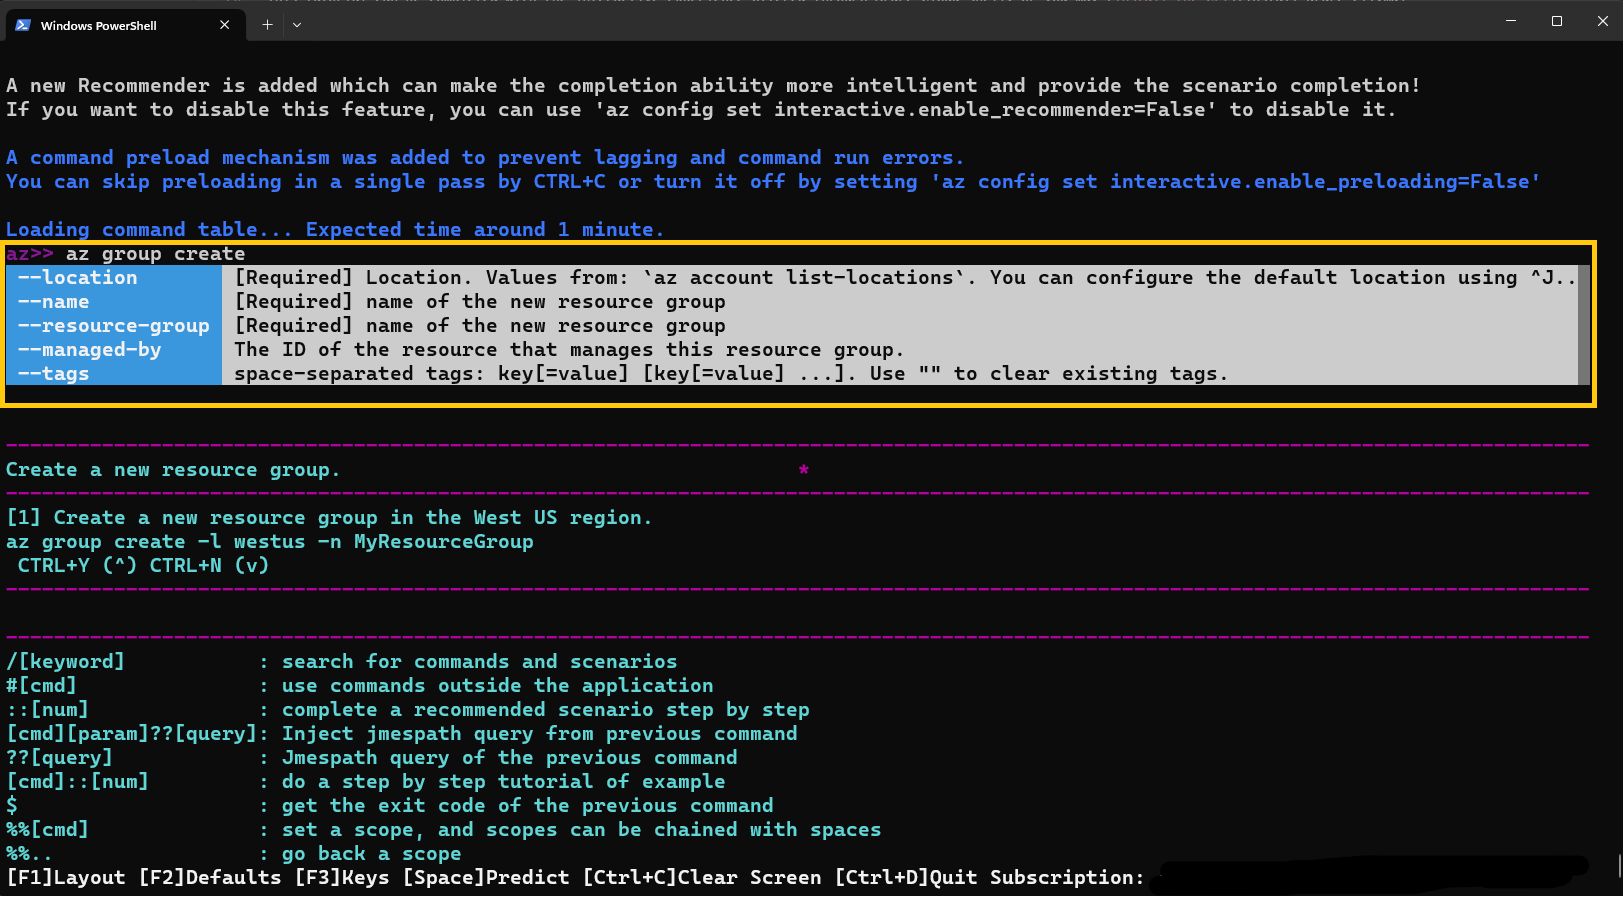 Windows PowerShell
A new Recommender is added which can make the completion ability more intelligent and provide the scenario completion!
If you want to disable this feature, you can use 'az config set interactive.enable_recommender=False' to disable it.
A command preload mechanism was added to prevent lagging and command run errors.
You can skip preloading in a single pass by CTRL+C or turn it off by setting 'az config set interactive.enable_preloading=False'
Loading command table... Expected time around 1 minute.
az>> az group create
--location [Required] Location. Values from: `az account list-locations`. You can configure the default location using ^J..
--name [Required] name of the new resource group
--resource-group [Required] name of the new resource group
--managed-by The ID of the resource that manages this resource group.
--tags space-separated tags: key[=value] [key[=value] ...]. Use "" to clear existing tags.
Create a new resource group. *
[1] Create a new resource group in the West US region.
az group create -l westus -n MyResourceGroup
CTRL+Y (^) CTRL+N (v)
/[keyword] : search for commands and scenarios
#[cmd] : use commands outside the application
::[num] : complete a recommended scenario step by step
[cmd][param]??[query]: Inject jmespath query from previous command
??[query] : Jmespath query of the previous command
[cmd]::[num] : do a step by step tutorial of example
$ : get the exit code of the previous command
%%[cmd] : set a scope, and scopes can be chained with spaces
%%.. : go back a scope
[F1]Layout [F2]Defaults [F3]Keys [Space]Predict [Ctrl+C]Clear Screen [Ctrl+D]Quit Subscription: